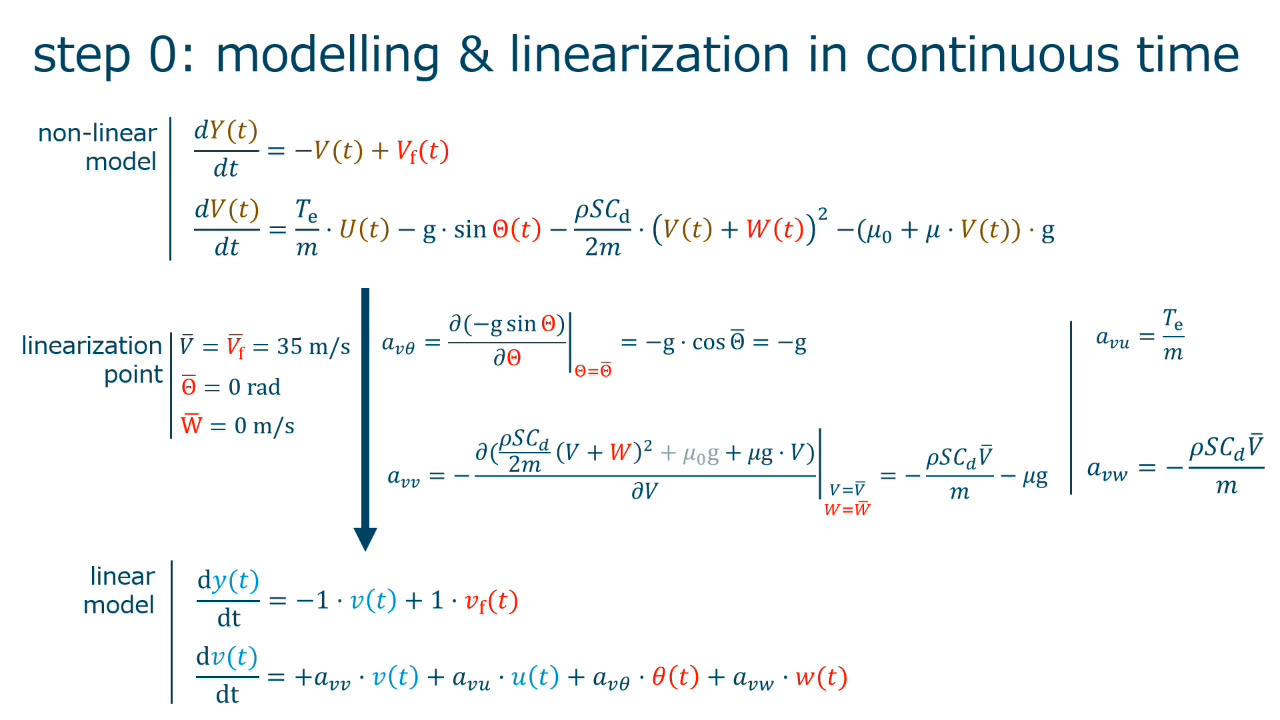 step 0: modelling & linearization in continuous time
non-linear
model
dY(t)/dt = −V(t) + V_f(t)
dV(t)/dt = T_e/m · U(t) − g · sin Θ(t) − ρSC_d/2m · (V(t) + W(t))² −(μ₀ + μ · V(t)) · g
linearization
point
V̄ = V̄_f = 35 m/s
Θ̄ = 0 rad
W̄ = 0 m/s
a_vθ = ∂(−g sin Θ)/∂Θ |_Θ=Θ̄ = −g · cos Θ̄ = −g
a_vu = T_e/m
a_vv = − ∂(ρSC_d/2m (V + W)² + μ₀g + μg · V)/∂V |_V=V̄ W=W̄ = − ρSC_dV̄/m − μg
a_vw = − ρSC_dV̄/m
linear
model
dy(t)/dt = −1 · v(t) + 1 · v_f(t)
dv(t)/dt = +a_vv · v(t) + a_vu · u(t) + a_vθ · θ(t) + a_vw · w(t)